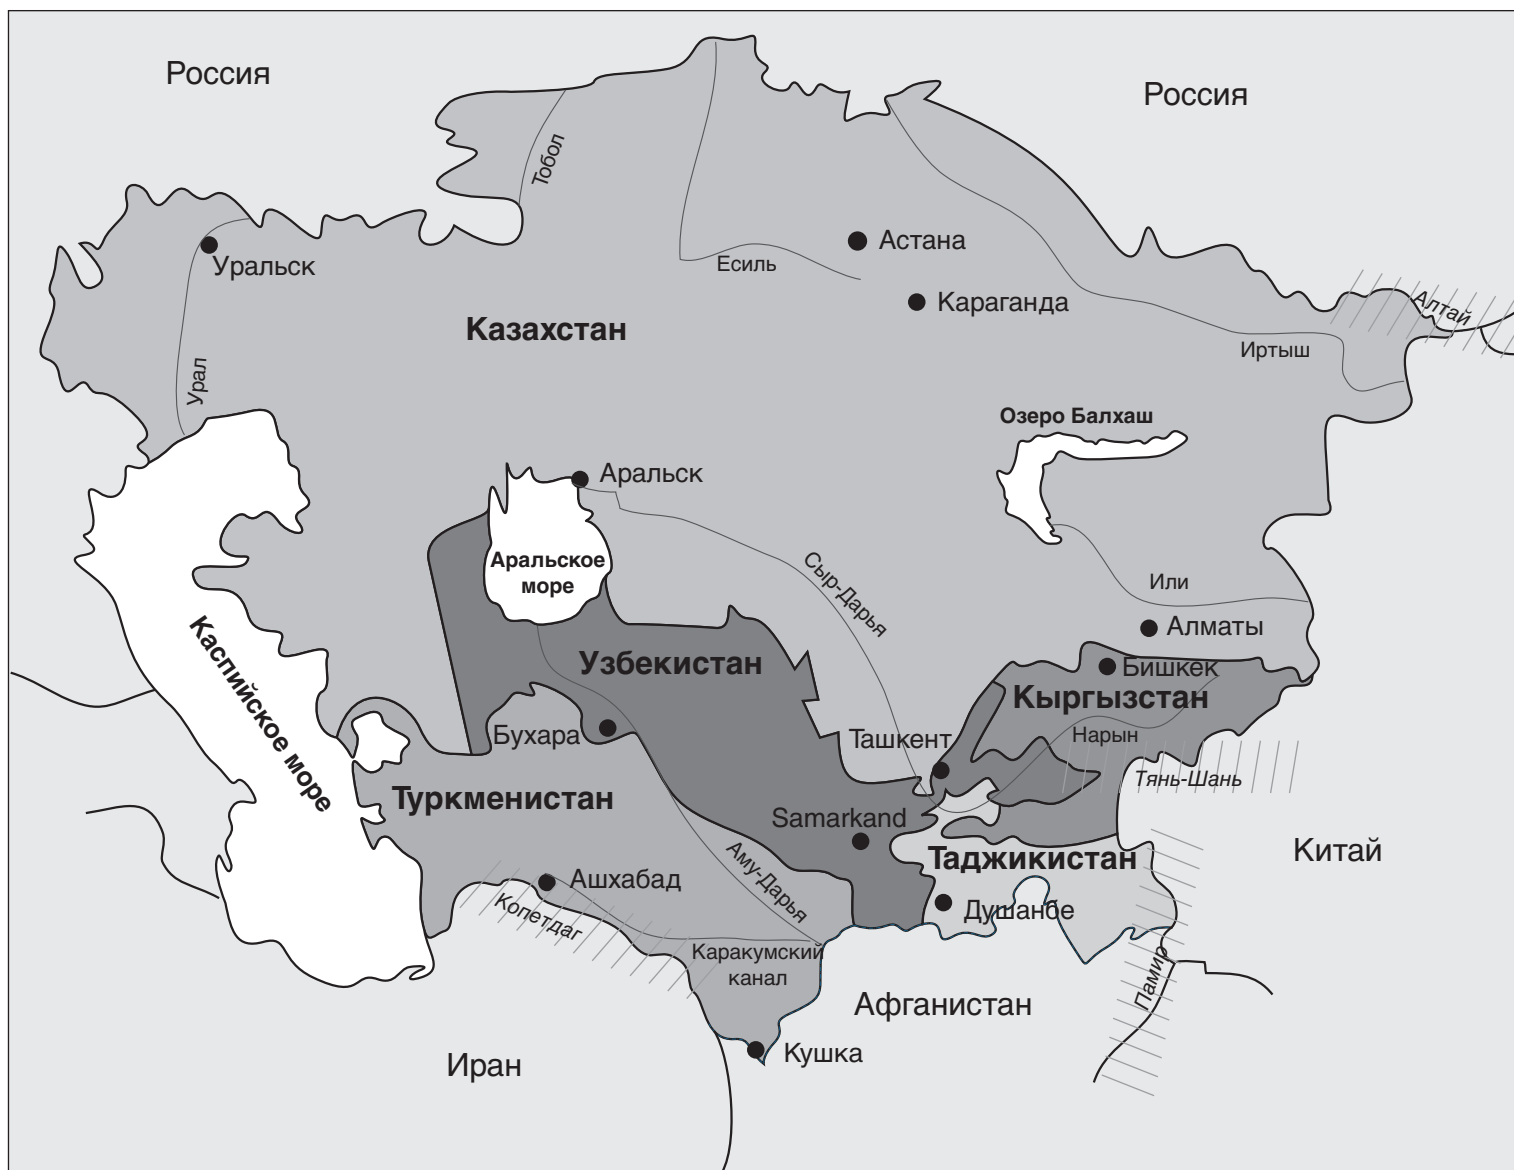 Россия
Россия
Тобол
Астана
Уральск
Есиль
Караганда
Алтай
Казахстан
Иртыш
Урал
Озеро Балхаш
Аральск
Аральское
море
Сыр-Дарья
Или
Алматы
Каспийское море
Узбекистан
Бишкек
Кыргызстан
Бухара
Ташкент
Нарын
Тянь-Шань
Туркменистан
Samarkand
Китай
Таджикистан
Аму-Дарья
Ашхабад
Копетдаг
Душанбе
Каракумский
канал
Памир
Афганистан
Иран
Кушка